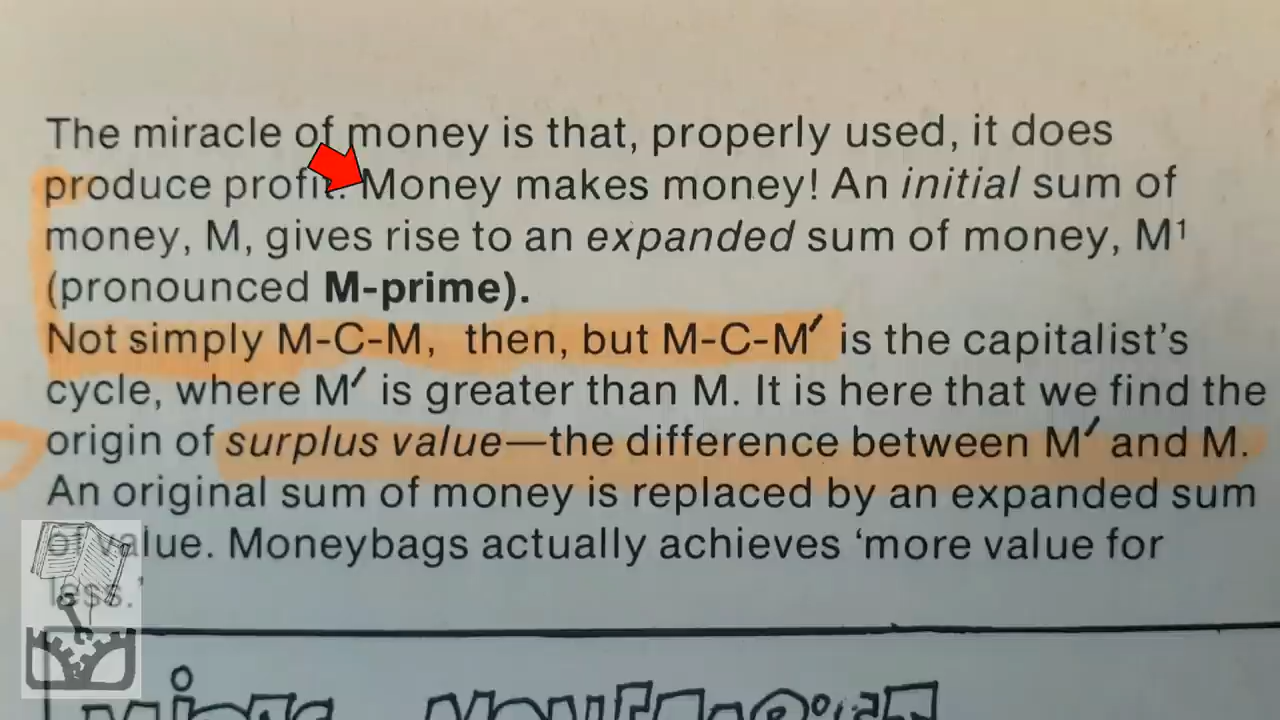 The miracle of money is that, properly used, it does
produce profit. Money makes money! An initial sum of
money, M, gives rise to an expanded sum of money, M¹
(pronounced M-prime).
Not simply M-C-M, then, but M-C-M′ is the capitalist’s
cycle, where M′ is greater than M. It is here that we find the
origin of surplus value—the difference between M′ and M.
An original sum of money is replaced by an expanded sum
of value. Moneybags actually achieves ‘more value for
less.’